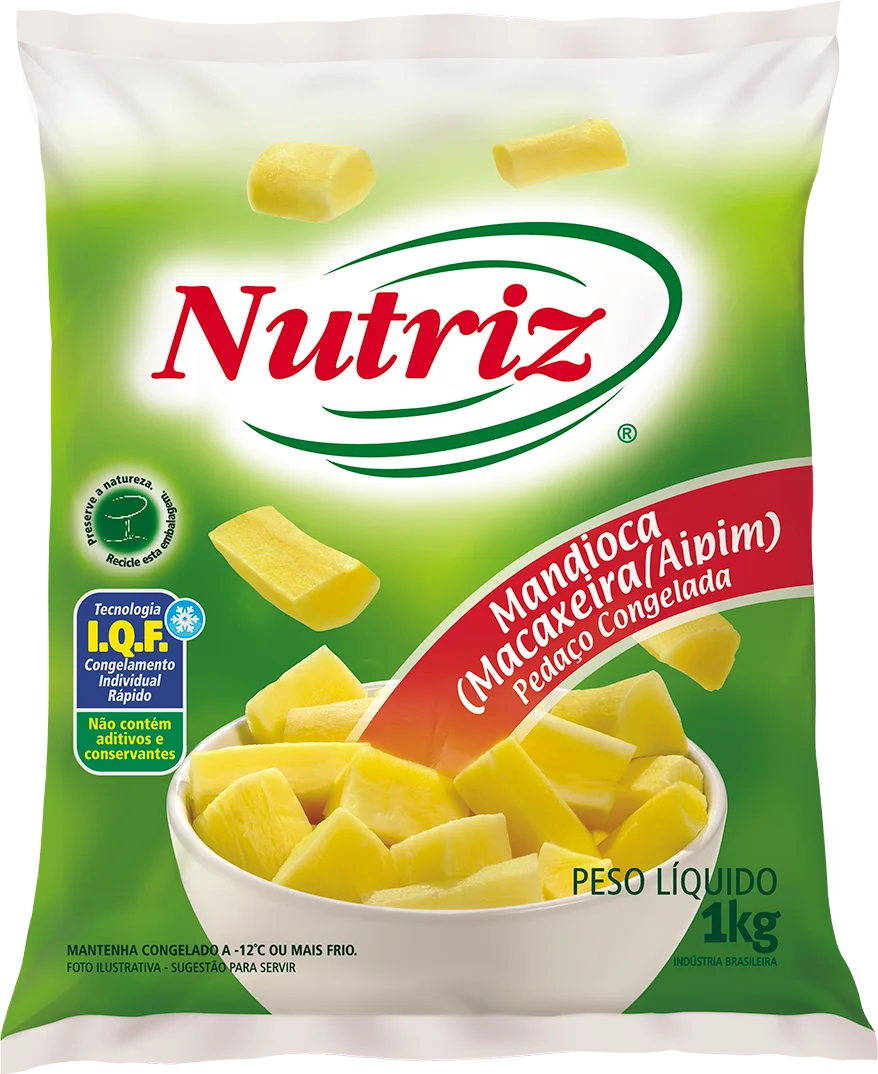 Nutriz
®
Preserve a natureza.
Recicle esta embalagem.
Mandioca
(Macaxeira/Aipim)
Pedaço Congelada
Tecnologia
I.Q.F.
Congelamento
Individual
Rápido
Não contém
aditivos e
conservantes
PESO LÍQUIDO
1kg
INDÚSTRIA BRASILEIRA
MANTENHA CONGELADO A -12°C OU MAIS FRIO.
FOTO ILUSTRATIVA - SUGESTÃO PARA SERVIR